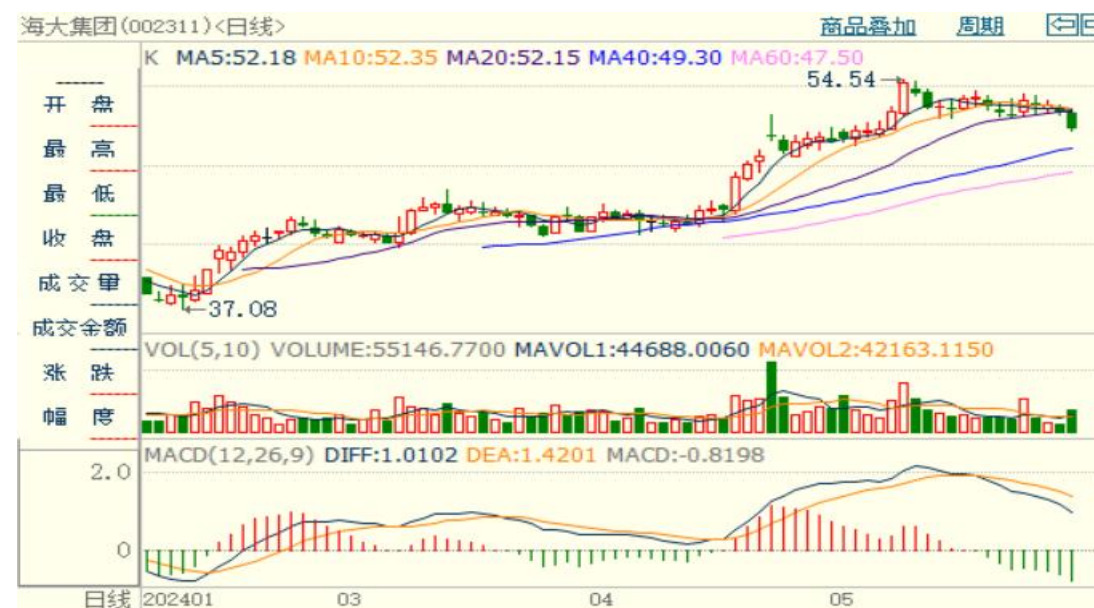 海大集团(002311)<日线>
商品叠加 周期
K MA5:52.18 MA10:52.35 MA20:52.15 MA40:49.30 MA60:47.50
54.54
开 盘
最 高
最 低
收 盘
37.08
成交量
成交金额
VOL(5,10) VOLUME:55146.7700 MAVOL1:44688.0060 MAVOL2:42163.1150
涨 跌
幅 度
MACD(12,26,9) DIFF:1.0102 DEA:1.4201 MACD:-0.8198
2.0
0
日线 202401 03 04 05